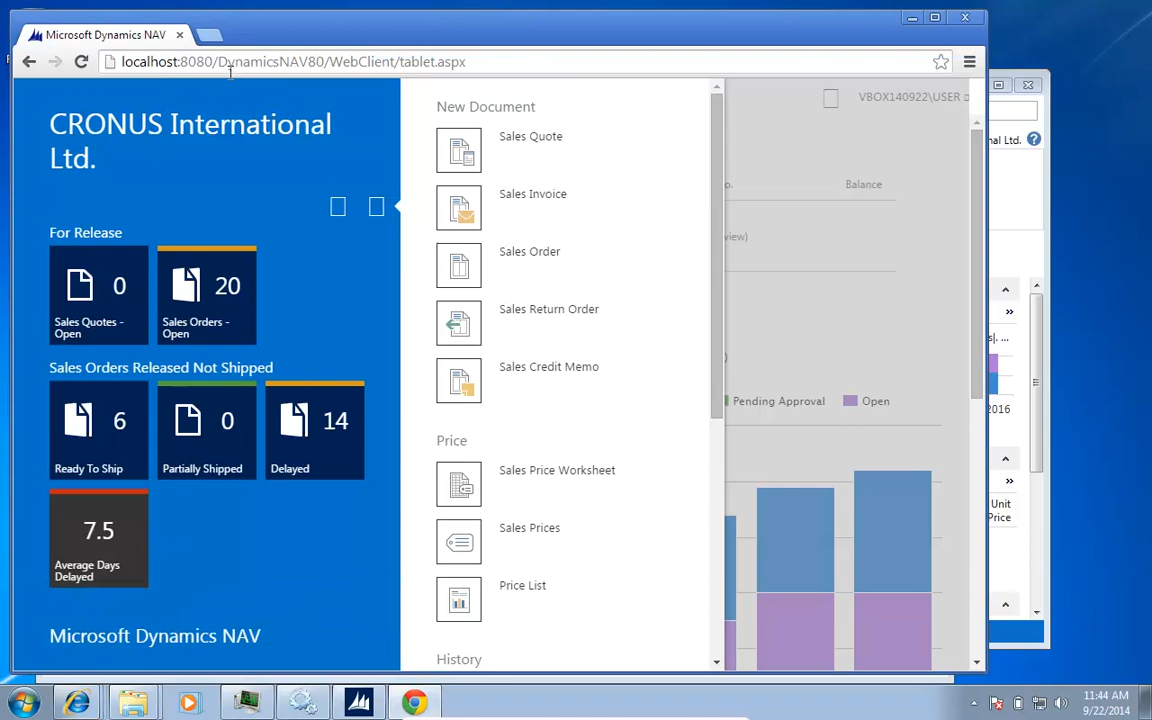 Microsoft Dynamics NAV
localhost:8080/DynamicsNAV80/WebClient/tablet.aspx
CRONUS International
Ltd.
For Release
0
Sales Quotes -
Open
20
Sales Orders -
Open
Sales Orders Released Not Shipped
6
Ready To Ship
0
Partially Shipped
14
Delayed
7.5
Average Days
Delayed
Microsoft Dynamics NAV
New Document
Sales Quote
Sales Invoice
Sales Order
Sales Return Order
Sales Credit Memo
Price
Sales Price Worksheet
Sales Prices
Price List
History
VBOX140922\USER
Balance
Pending Approval
Open
nal Ltd.
2016
Unit
Price
11:44 AM
9/22/2014